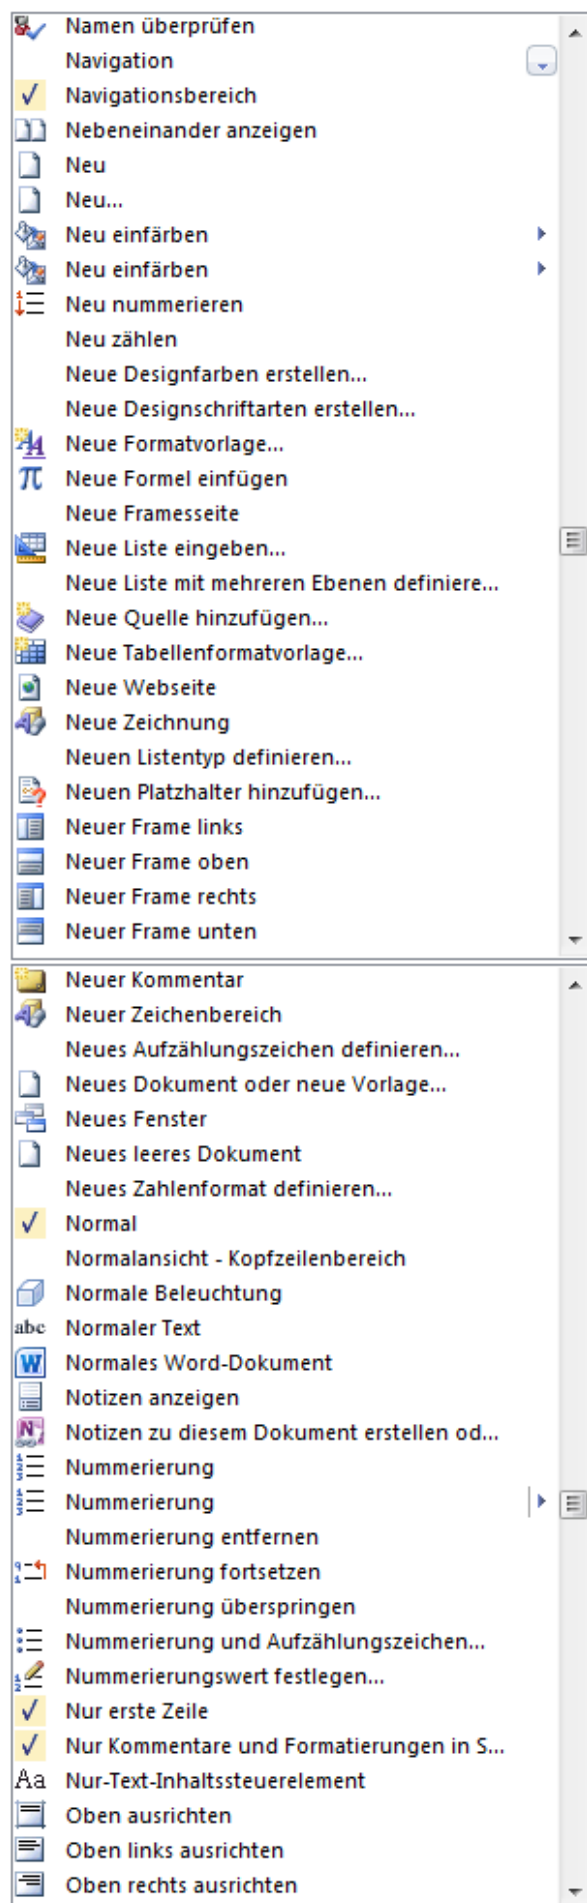 Namen überprüfen
Navigation
Navigationsbereich
Nebeneinander anzeigen
Neu
Neu...
Neu einfärben
Neu einfärben
Neu nummerieren
Neu zählen
Neue Designfarben erstellen...
Neue Designschriftarten erstellen...
Neue Formatvorlage...
π Neue Formel einfügen
Neue Framesseite
Neue Liste eingeben...
Neue Liste mit mehreren Ebenen definiere...
Neue Quelle hinzufügen...
Neue Tabellenformatvorlage...
Neue Webseite
Neue Zeichnung
Neuen Listentyp definieren...
Neuen Platzhalter hinzufügen...
Neuer Frame links
Neuer Frame oben
Neuer Frame rechts
Neuer Frame unten
Neuer Kommentar
Neuer Zeichenbereich
Neues Aufzählungszeichen definieren...
Neues Dokument oder neue Vorlage...
Neues Fenster
Neues leeres Dokument
Neues Zahlenformat definieren...
Normal
Normalansicht - Kopfzeilenbereich
Normale Beleuchtung
abc Normaler Text
W Normales Word-Dokument
Notizen anzeigen
N Notizen zu diesem Dokument erstellen od...
Nummerierung
Nummerierung
Nummerierung entfernen
Nummerierung fortsetzen
Nummerierung überspringen
Nummerierung und Aufzählungszeichen...
Nummerierungswert festlegen...
Nur erste Zeile
Nur Kommentare und Formatierungen in S...
Aa Nur-Text-Inhaltssteuerelement
Oben ausrichten
Oben links ausrichten
Oben rechts ausrichten